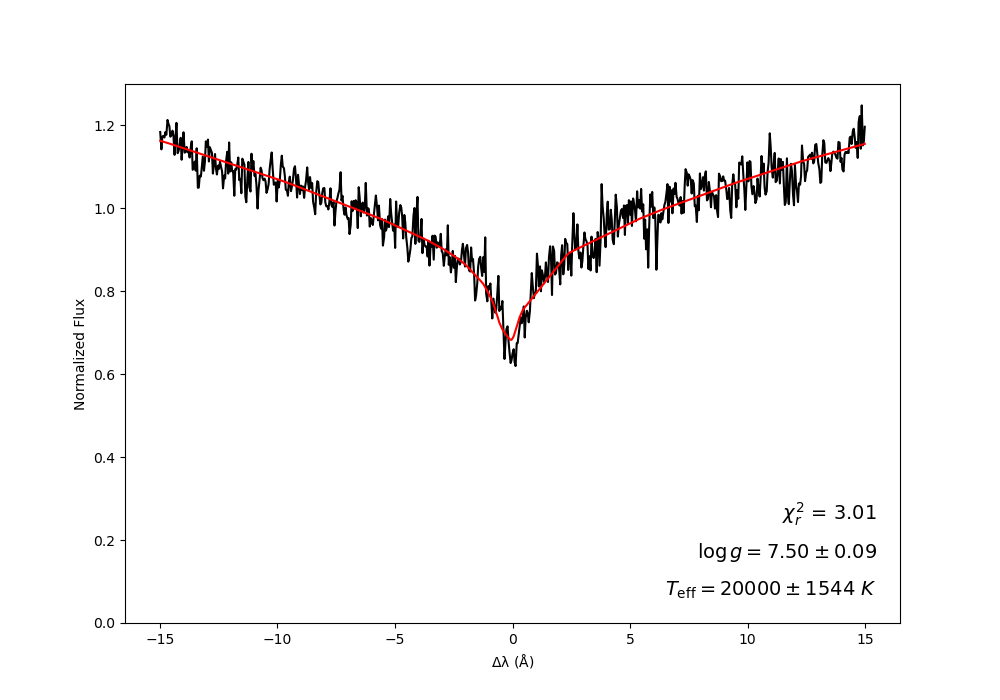 1.2
1.0
0.8
0.6
0.4
0.2
0.0
Normalized Flux
χ²ᵣ = 3.01
log g = 7.50 ± 0.09
T_eff = 20000 ± 1544 K
−15 −10 −5 0 5 10 15
Δλ (Å)